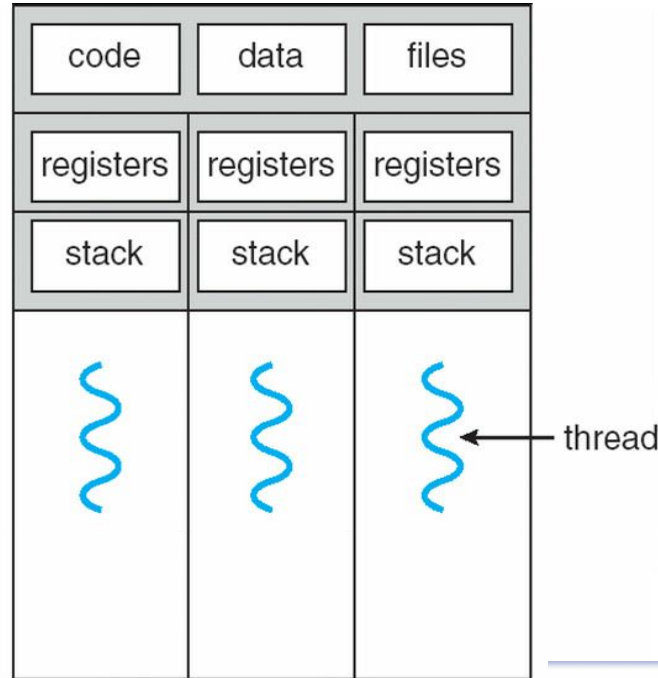 code data files
registers registers registers
stack stack stack
thread